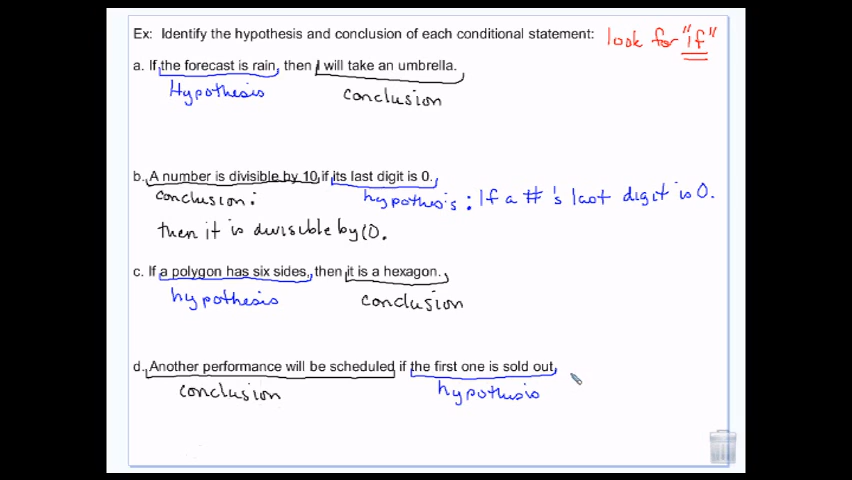 Ex: Identify the hypothesis and conclusion of each conditional statement: look for "if"
a. If the forecast is rain, then I will take an umbrella.
Hypothesis conclusion
b. A number is divisible by 10 if its last digit is 0.
conclusion: hypothesis: If a #'s last digit is 0.
then it is divisible by 10.
c. If a polygon has six sides, then it is a hexagon.
hypothesis conclusion
d. Another performance will be scheduled if the first one is sold out.
conclusion hypothesis